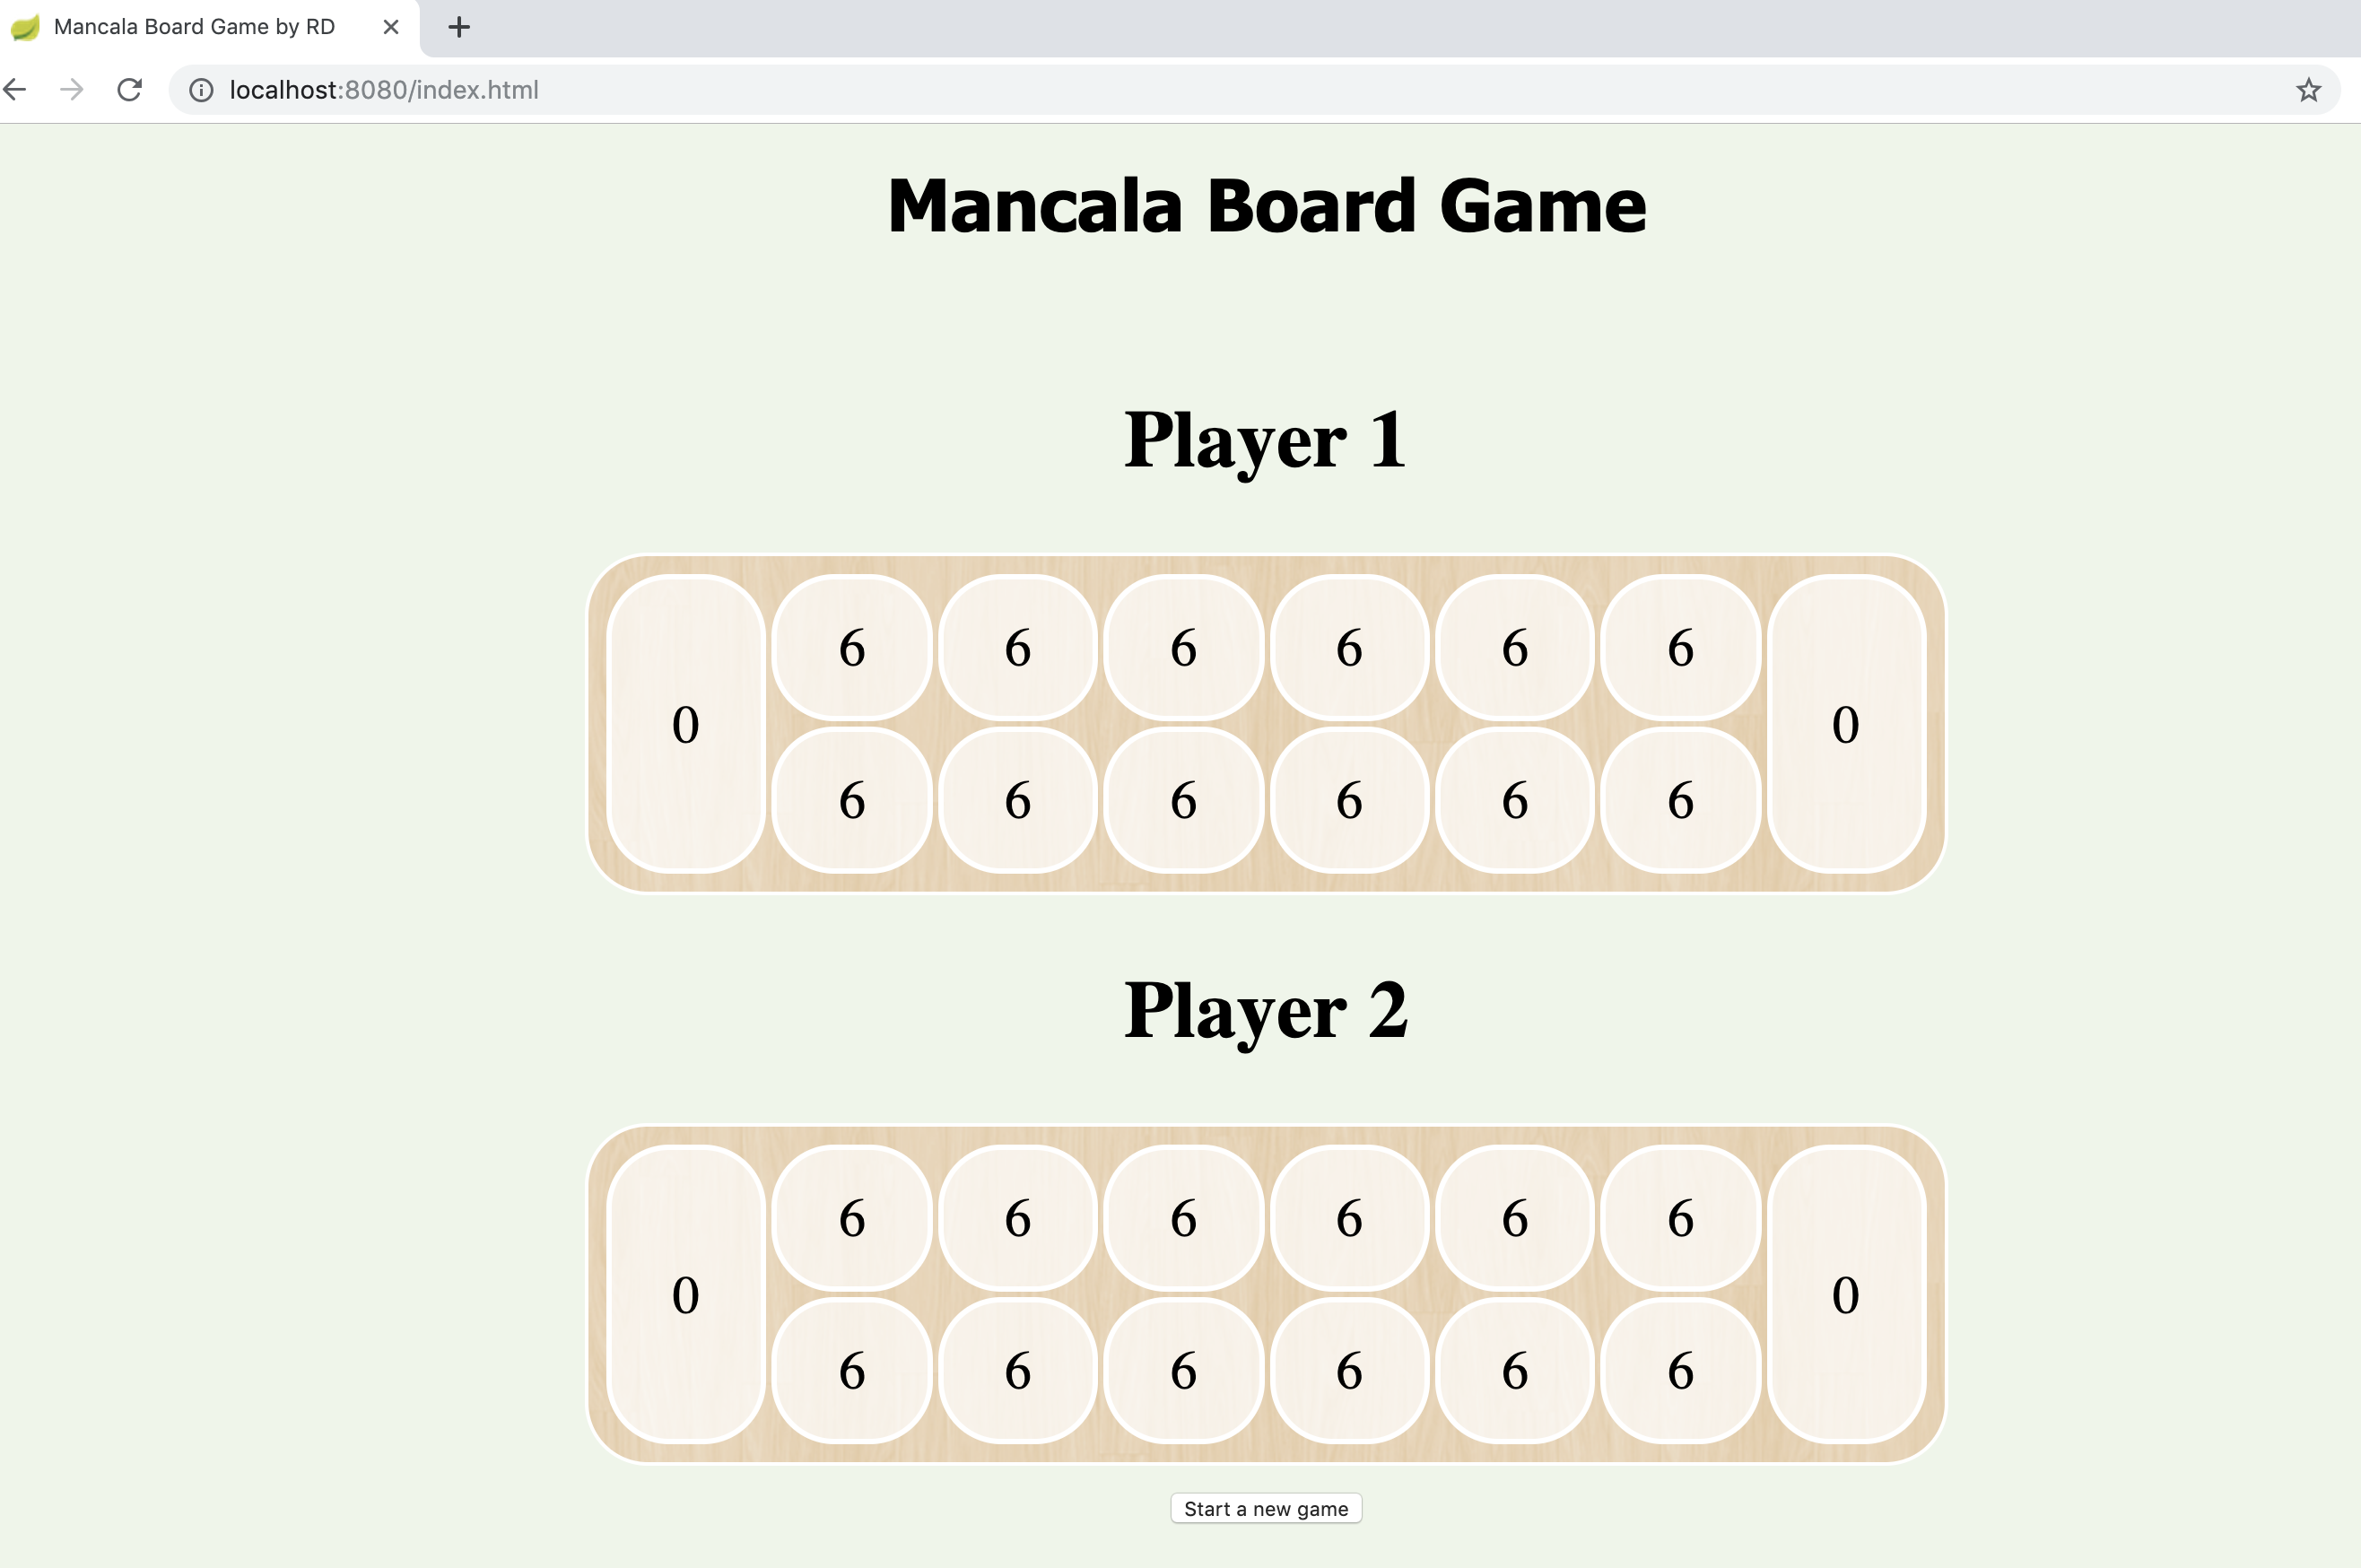 Mancala Board Game by RD
localhost:8080/index.html
Mancala Board Game
Player 1
6 6 6 6 6 6
0 0
6 6 6 6 6 6
Player 2
6 6 6 6 6 6
0 0
6 6 6 6 6 6
Start a new game